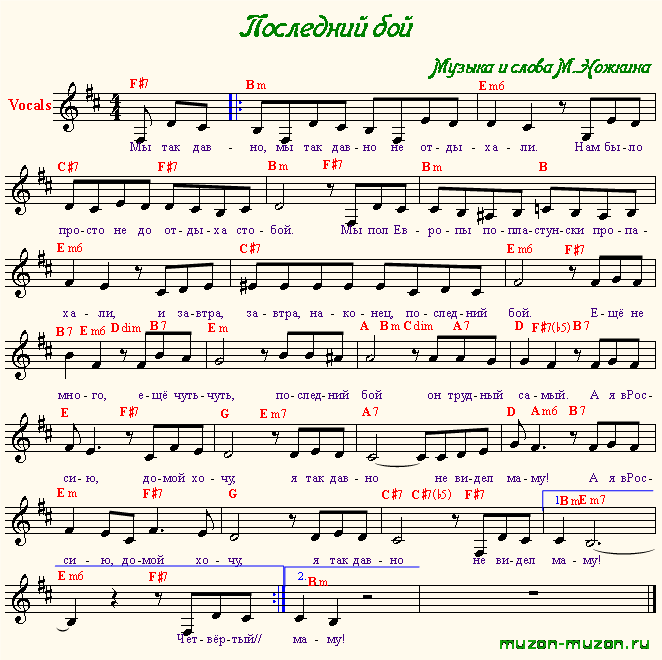 Последний бой
Музыка и слова М. Ножкина
F♯7 Bm Em6
Vocals
4/4
Мы так дав-но, мы так дав-но не от-ды-ха-ли. Нам бы-ло
C♯7 F♯7 Bm F♯7 Bm B
про-сто не до от-ды-ха сто-бой. Мы пол Ев-ро-пы по-пластун-ски про-па-
Em6 C♯7 Em6 F♯7
ха-ли, и за-втра, за-втра, на-ко-нец, по-след-ний бой. Е-щё не
B7 Em6 Ddim B7 Em A Bm Cdim A7 D F♯7(♭5) B7
мно-го, е-щё чуть-чуть, по-след-ний бой он труд-ный са-мый. А я вРос-
E F♯7 G Em7 A7 D Am6 B7
си-ю, до-мой хо-чу, я так дав-но не ви-дел ма-му! А я вРос-
Em F♯7 G C♯7 C♯7(♭5) F♯7 1. Bm Em7
си-ю, до-мой хо-чу, я так дав-но не ви-дел ма-му!
Em6 F♯7 2. Bm
Чет-вёр-тый// ма-му!
muzon-muzon.ru